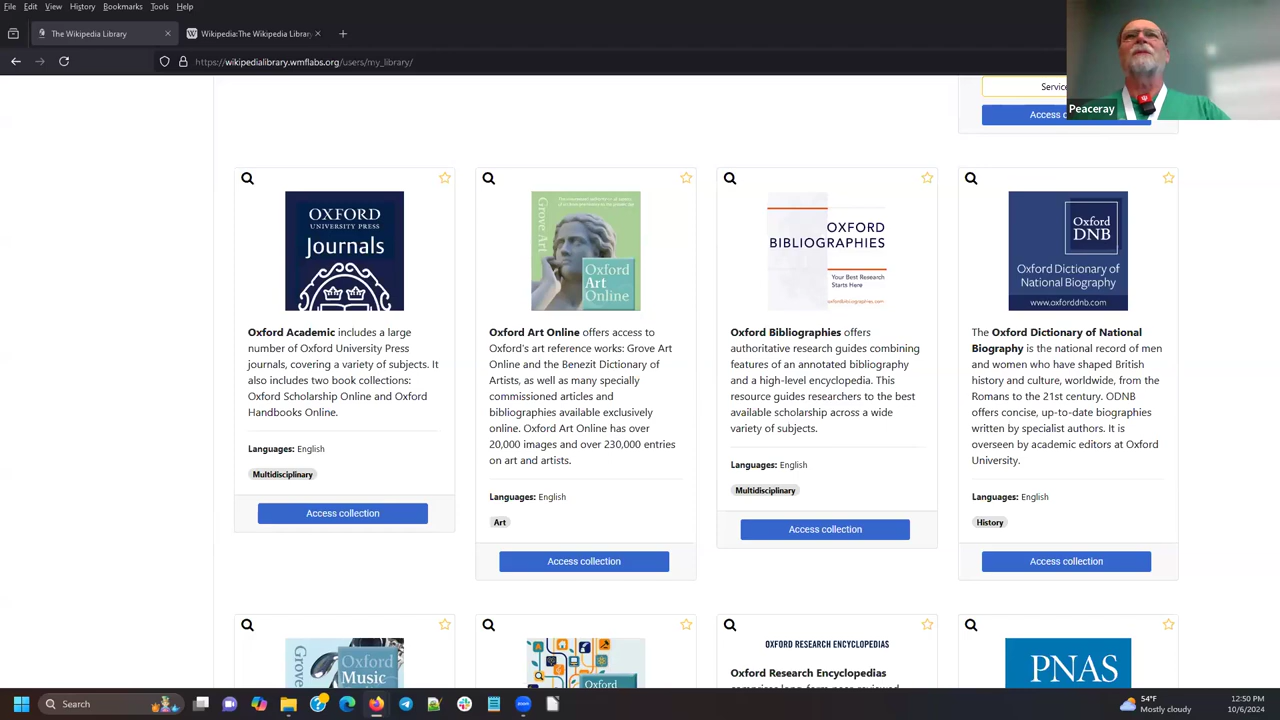 File Edit View History Bookmarks Tools Help
The Wikipedia Library
Wikipedia:The Wikipedia Library
https://wikipedialibrary.wmflabs.org/users/my_library/
Peaceray
OXFORD
UNIVERSITY PRESS
Journals
Oxford Academic includes a large
number of Oxford University Press
journals, covering a variety of subjects. It
also includes two book collections:
Oxford Scholarship Online and Oxford
Handbooks Online.
Languages: English
Multidisciplinary
Access collection
Grove Art
Oxford
Art
Online
Oxford Art Online offers access to
Oxford's art reference works: Grove Art
Online and the Benezit Dictionary of
Artists, as well as many specially
commissioned articles and
bibliographies available exclusively
online. Oxford Art Online has over
20,000 images and over 230,000 entries
on art and artists.
Languages: English
Art
Access collection
OXFORD
BIBLIOGRAPHIES
Your Best Research
Starts Here
oxfordbibliographies.com
Oxford Bibliographies offers
authoritative research guides combining
features of an annotated bibliography
and a high-level encyclopedia. This
resource guides researchers to the best
available scholarship across a wide
variety of subjects.
Languages: English
Multidisciplinary
Access collection
Service
Access c
Oxford
DNB
Oxford Dictionary of
National Biography
www.oxforddnb.com
The Oxford Dictionary of National
Biography is the national record of men
and women who have shaped British
history and culture, worldwide, from the
Romans to the 21st century. ODNB
offers concise, up-to-date biographies
written by specialist authors. It is
overseen by academic editors at Oxford
University.
Languages: English
History
Access collection
Grove
Oxford
Music
Oxford
OXFORD RESEARCH ENCYCLOPEDIAS
Oxford Research Encyclopedias
PNAS
Search
54°F
Mostly cloudy
12:50 PM
10/6/2024